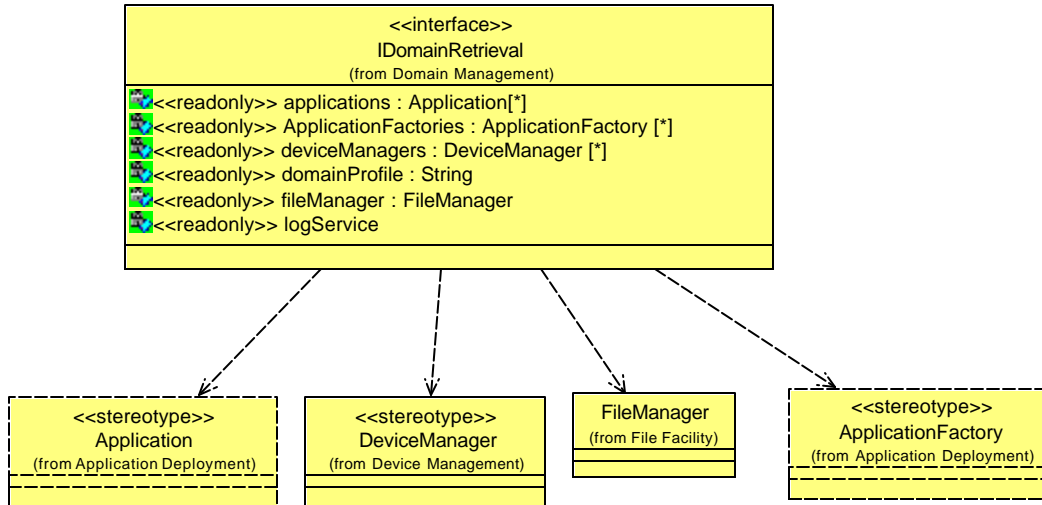 <<interface>>
IDomainRetrieval
(from Domain Management)
<<readonly>> applications : Application[*]
<<readonly>> ApplicationFactories : ApplicationFactory [*]
<<readonly>> deviceManagers : DeviceManager [*]
<<readonly>> domainProfile : String
<<readonly>> fileManager : FileManager
<<readonly>> logService
<<stereotype>>
Application
(from Application Deployment)
<<stereotype>>
DeviceManager
(from Device Management)
FileManager
(from File Facility)
<<stereotype>>
ApplicationFactory
(from Application Deployment)